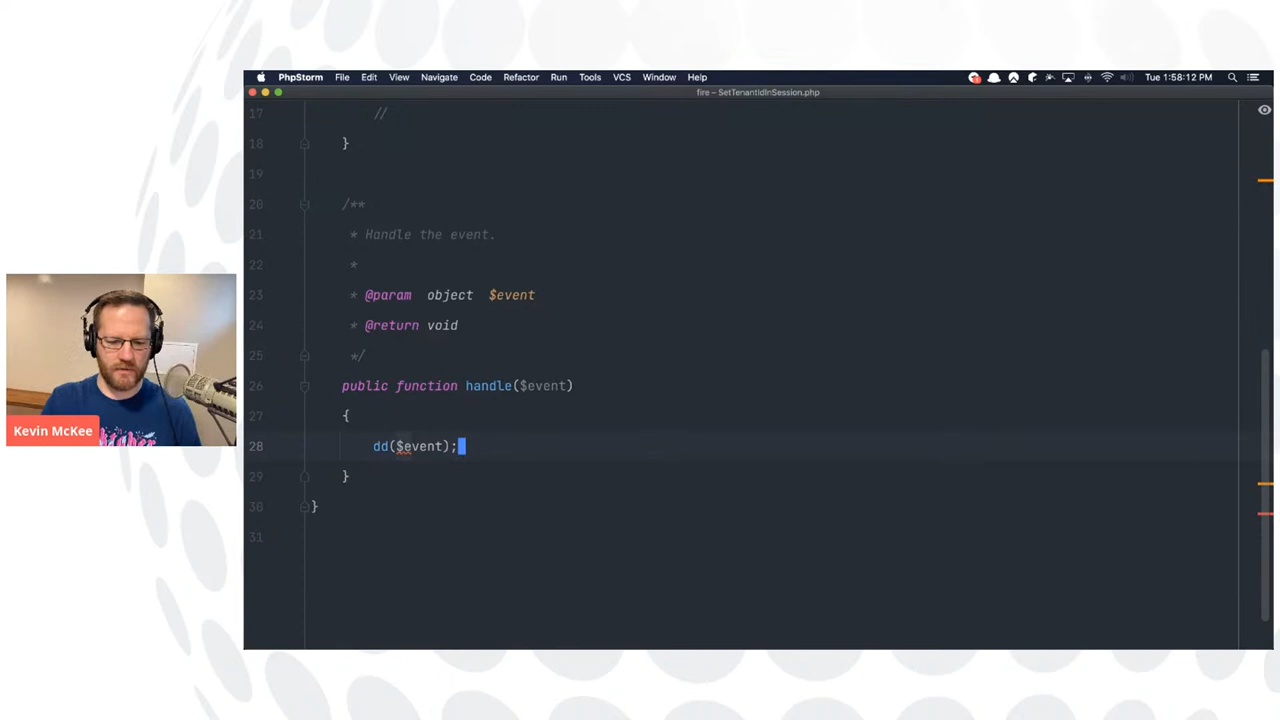 PhpStorm File Edit View Navigate Code Refactor Run Tools VCS Window Help Tue 1:58:12 PM
fire – SetTenantIdInSession.php
17 //
18 }
19
20 /**
21 * Handle the event.
22 *
23 * @param object $event
24 * @return void
25 */
26 public function handle($event)
27 {
28 dd($event);
29 }
30 }
31
Kevin McKee